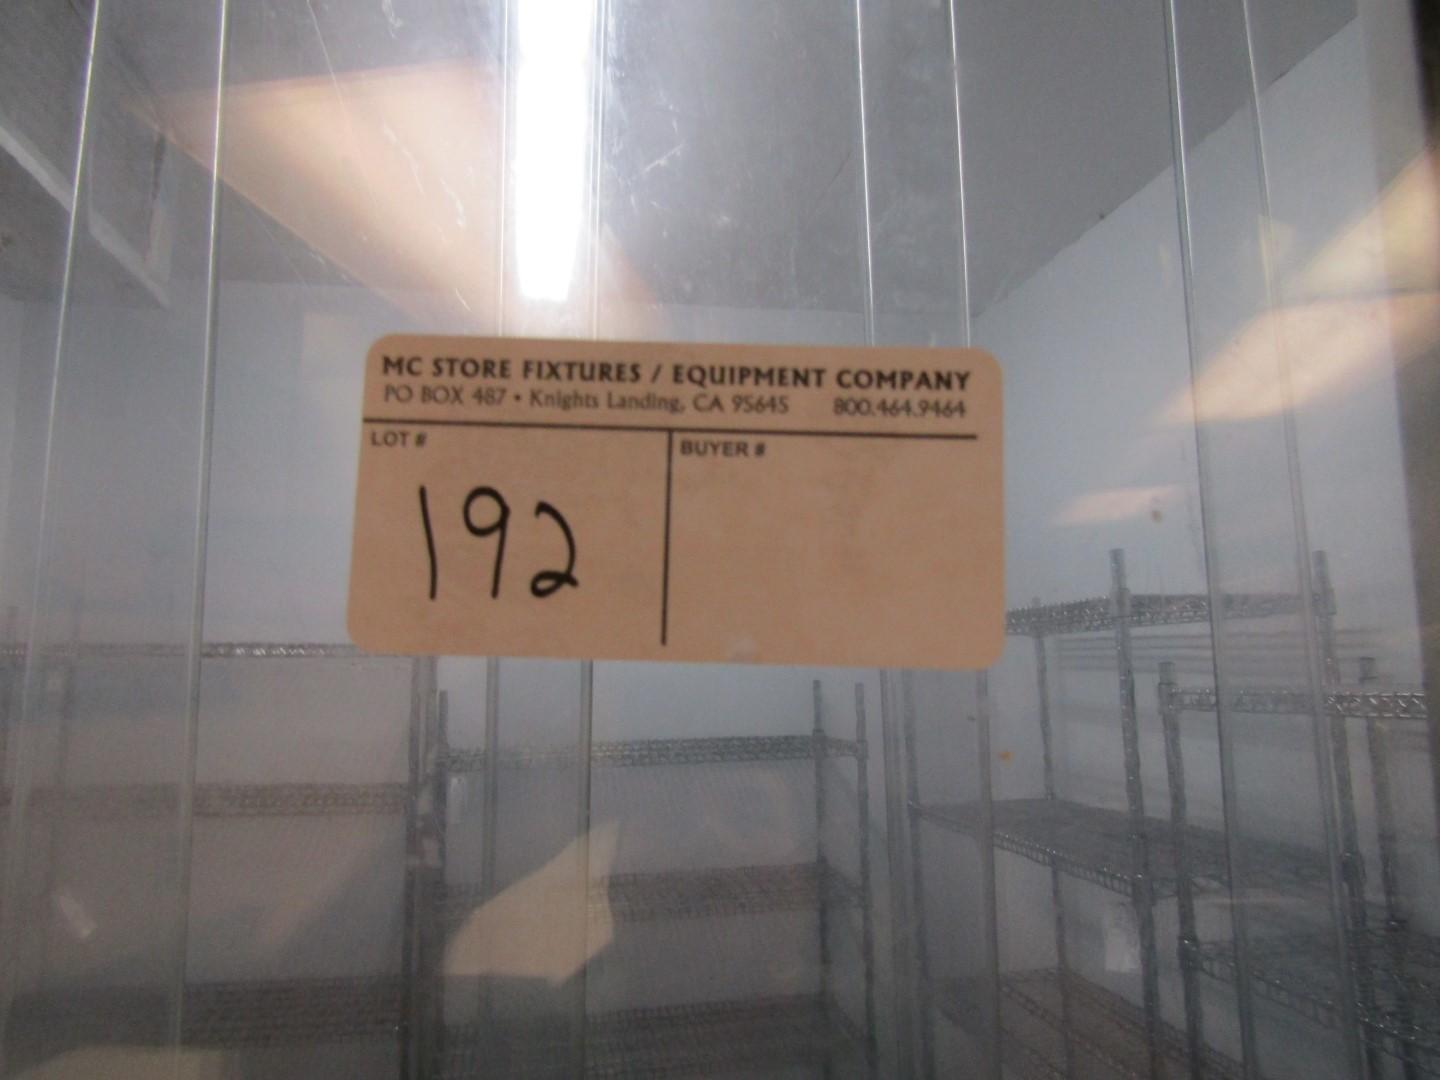 MC STORE FIXTURES / EQUIPMENT COMPANY
PO BOX 487 • Knights Landing, CA 95645 800.464.9464
LOT # BUYER #
192